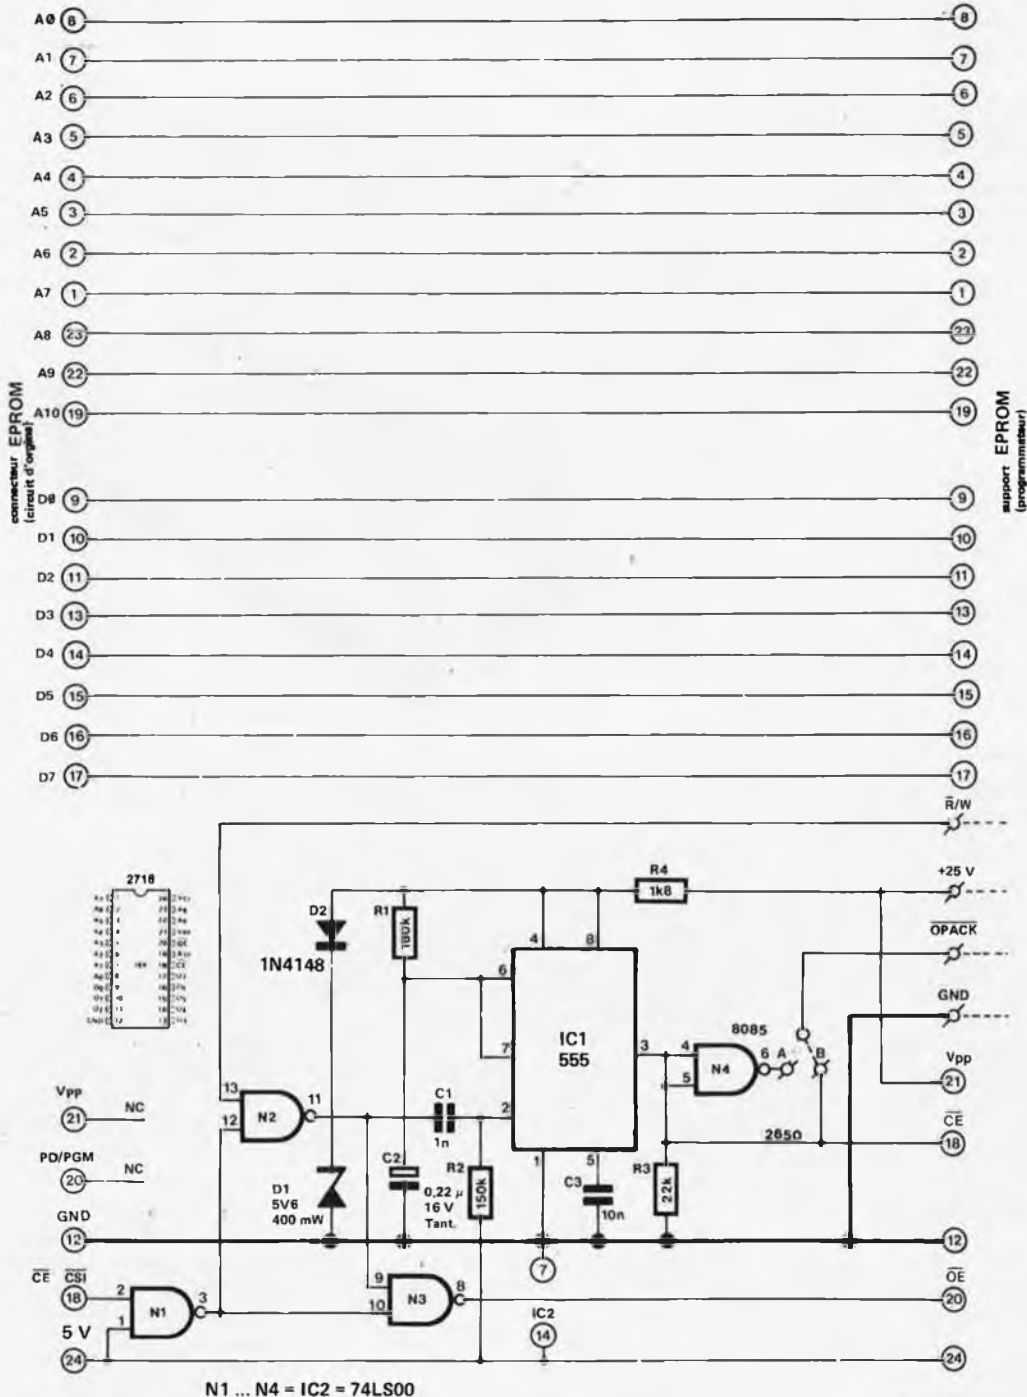 A0 8 8
A1 7 7
A2 6 6
A3 5 5
A4 4 4
A5 3 3
A6 2 2
A7 1 1
A8 23 23
A9 22 22
A10 19 19
connecteur EPROM
(circuit d'orgine)
support EPROM
(programmateur)
D0 9 9
D1 10 10
D2 11 11
D3 13 13
D4 14 14
D5 15 15
D6 16 16
D7 17 17
R/W
+25 V
OPACK
GND
Vpp
21
CE
18
12
OE
20
24
2716
GND 12
R4
1k8
D2
1N4148
R1
180k
4 8
6
7
2
3
1 5
IC1
555
8085
4
5
N4
6 A B
2650
13
12
N2
11
C1
1n
Vpp
21 NC
PD/PGM
20 NC
GND
12
D1
5V6
400 mW
C2
0,22 µ
16 V
Tant.
R2
150k
C3
10n
R3
22k
7
CE CSI
18
2
1
N1
3
9
10
N3
8
5 V
24
IC2
14
N1 ... N4 = IC2 = 74LS00